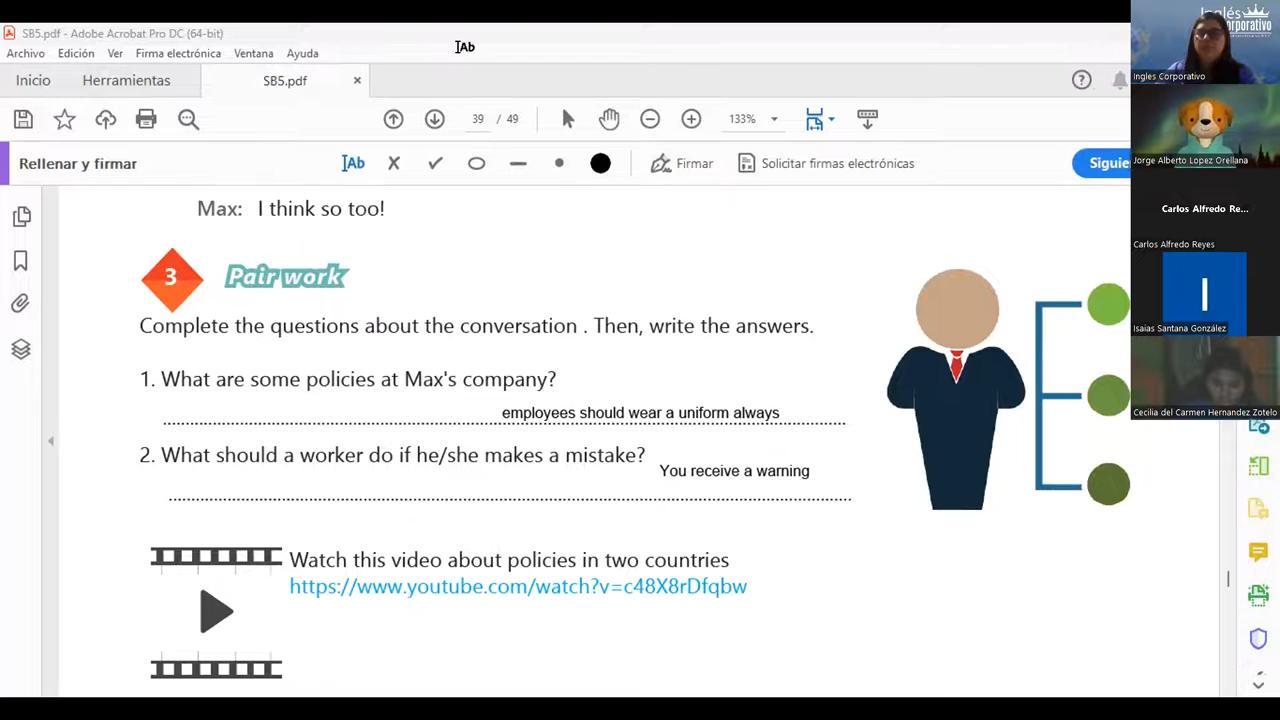 SB5.pdf - Adobe Acrobat Pro DC (64-bit)
Archivo Edición Ver Firma electrónica Ventana Ayuda
Inicio Herramientas SB5.pdf ×
39 / 49 133%
Rellenar y firmar
Ab Firmar Solicitar firmas electrónicas Siguie
Ab
Max: I think so too!
3 Pair work
Complete the questions about the conversation . Then, write the answers.
1. What are some policies at Max's company?
employees should wear a uniform always
2. What should a worker do if he/she makes a mistake?
You receive a warning
Watch this video about policies in two countries
https://www.youtube.com/watch?v=c48X8rDfqbw
Inglés
Corporativo
Ingles Corporativo
Jorge Alberto Lopez Orellana
Carlos Alfredo Re...
Carlos Alfredo Reyes
I
Isaias Santana González
Cecilia del Carmen Hernandez Zotelo